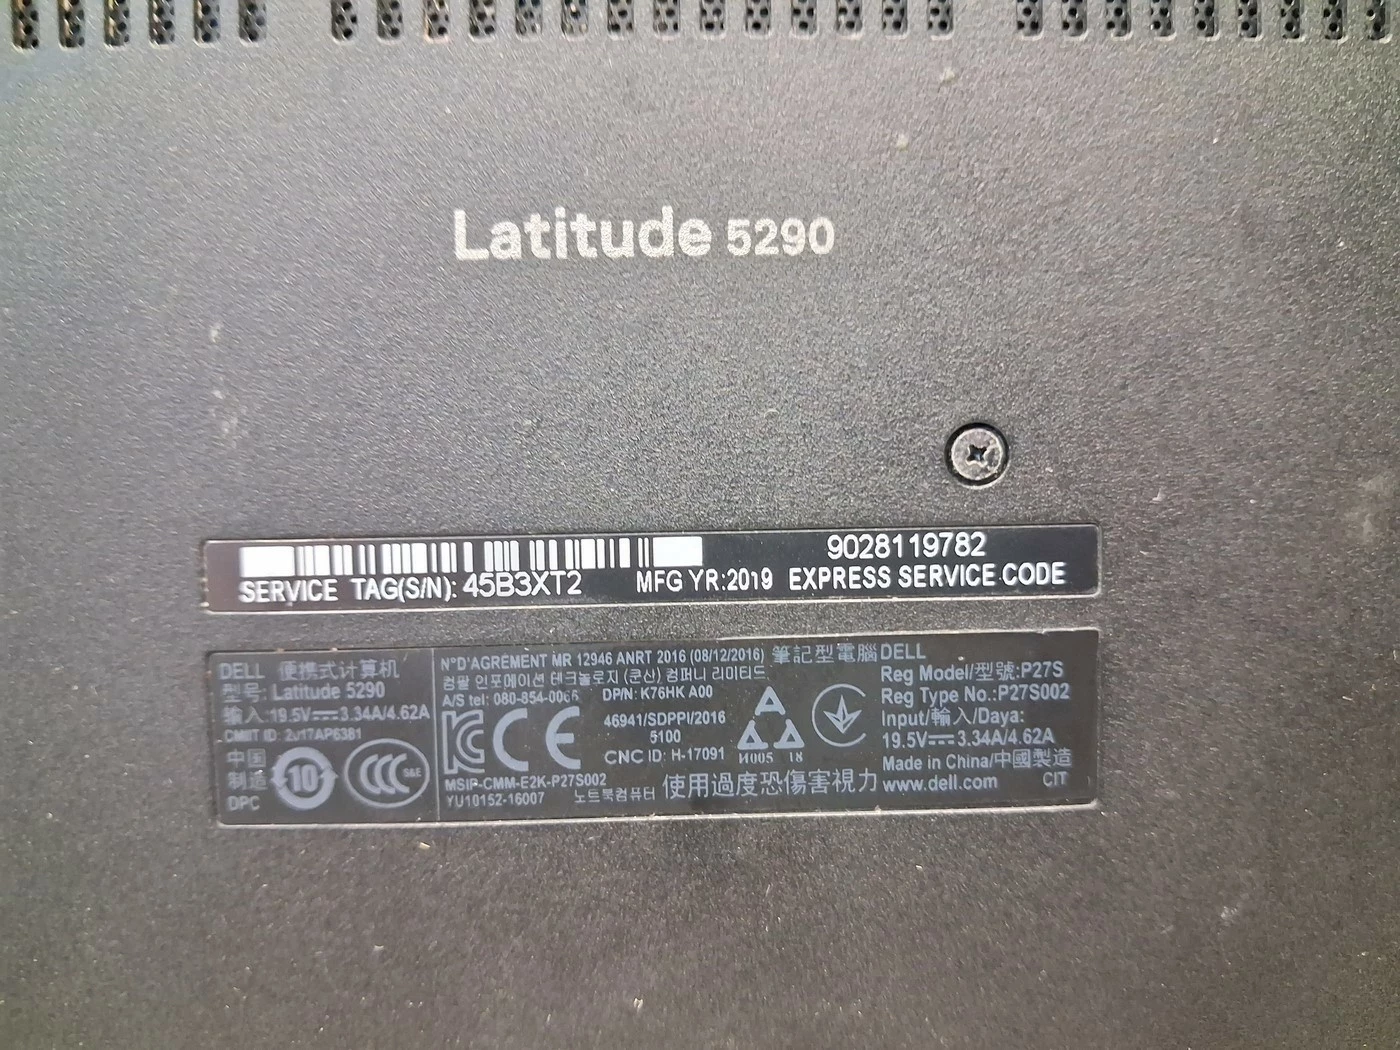 Latitude 5290
9028119782
SERVICE TAG(S/N): 45B3XT2 MFG YR:2019 EXPRESS SERVICE CODE
DELL 便携式计算机
型号: Latitude 5290
输入:19.5V⎓3.34A/4.62A
CMIIT ID: 2017AP6381
中国
制造
DPC
10
CCC S&E
N°D'AGREMENT MR 12946 ANRT 2016 (08/12/2016)
컴팔 인포메이션 테크놀로지 (쿤산) 컴퍼니 리미티드
A/S tel: 080-854-0066 DP/N: K76HK A00
46941/SDPPI/2016
5100
CNC ID: H-17091
KC CE
И005 18
MSIP-CMM-E2K-P27S002
YU10152-16007 노트북컴퓨터 使用過度恐傷害視力
筆記型電腦 DELL
Reg Model/型號:P27S
Reg Type No.:P27S002
Input/輸入/Daya:
19.5V⎓3.34A/4.62A
Made in China/中國製造
www.dell.com CIT